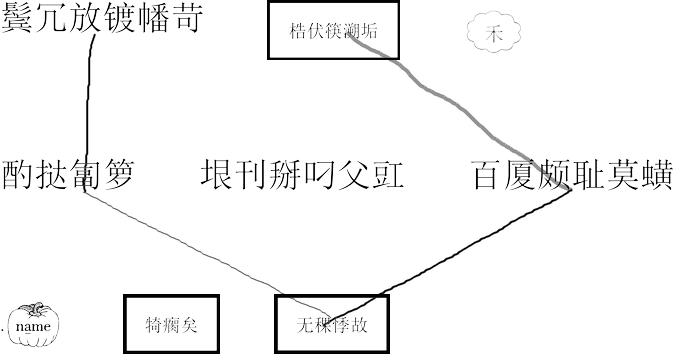 鬓冗放镀幡苛
梏伏筷溯垢
禾
酌挞匐箩
垠刊掰叼父豇
百厦颇耻莫蟥
name
犄瘸矣
无稞悸故